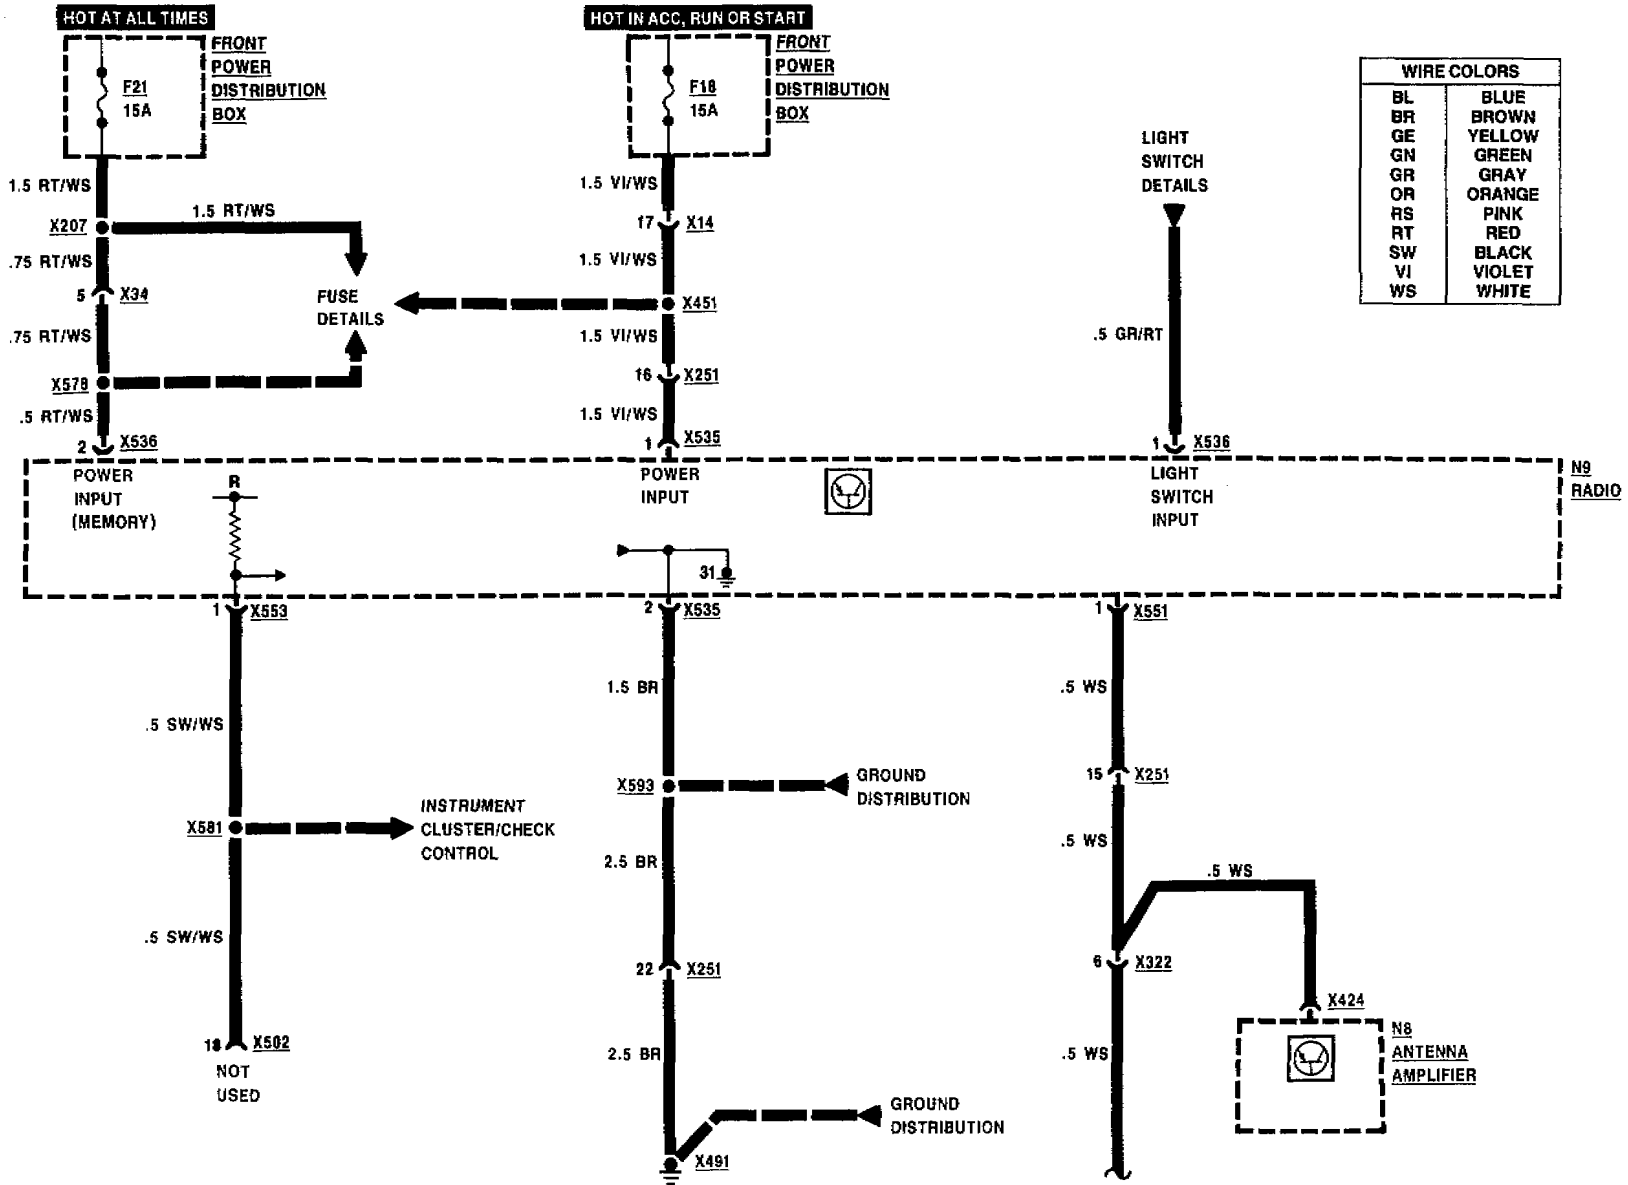 HOT AT ALL TIMES
HOT IN ACC, RUN OR START
FRONT
POWER
DISTRIBUTION
BOX
F21
15A
FRONT
POWER
DISTRIBUTION
BOX
F18
15A
WIRE COLORS
BL BLUE
BR BROWN
GE YELLOW
GN GREEN
GR GRAY
OR ORANGE
RS PINK
RT RED
SW BLACK
VI VIOLET
WS WHITE
LIGHT
SWITCH
DETAILS
1.5 RT/WS
1.5 RT/WS
X207
.75 RT/WS
5 X34
.75 RT/WS
X578
.5 RT/WS
2 X536
FUSE
DETAILS
1.5 VI/WS
17 X14
1.5 VI/WS
X451
1.5 VI/WS
16 X251
1.5 VI/WS
1 X535
.5 GR/RT
1 X536
POWER
INPUT
(MEMORY)
R
POWER
INPUT
LIGHT
SWITCH
INPUT
N9
RADIO
31
1 X553
2 X535
1 X551
.5 SW/WS
X581
INSTRUMENT
CLUSTER/CHECK
CONTROL
.5 SW/WS
18 X502
NOT
USED
1.5 BR
X593
GROUND
DISTRIBUTION
2.5 BR
22 X251
2.5 BR
GROUND
DISTRIBUTION
X491
.5 WS
15 X251
.5 WS
.5 WS
6 X322
X424
.5 WS
N8
ANTENNA
AMPLIFIER